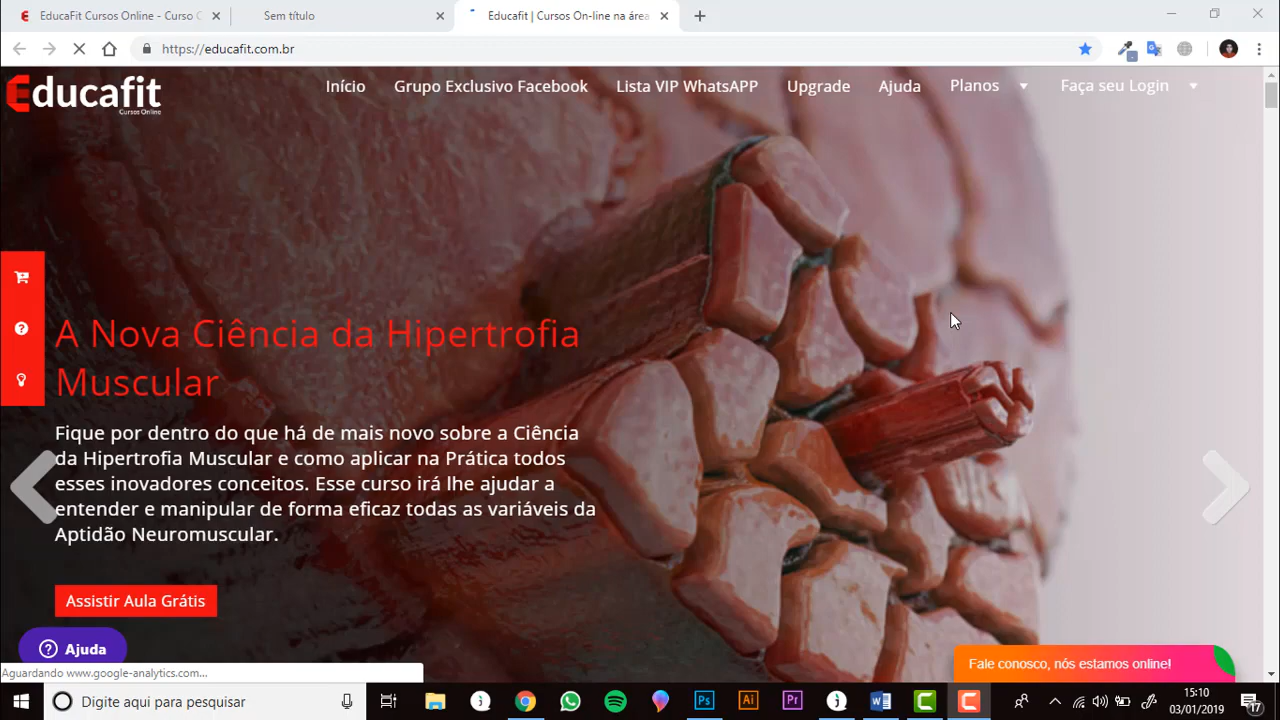 EducaFit Cursos Online - Curso
Sem título
Educafit | Cursos On-line na área
https://educafit.com.br
Educafit
Cursos Online
Início
Grupo Exclusivo Facebook
Lista VIP WhatsAPP
Upgrade
Ajuda
Planos
Faça seu Login
A Nova Ciência da Hipertrofia
Muscular
Fique por dentro do que há de mais novo sobre a Ciência
da Hipertrofia Muscular e como aplicar na Prática todos
esses inovadores conceitos. Esse curso irá lhe ajudar a
entender e manipular de forma eficaz todas as variáveis da
Aptidão Neuromuscular.
Assistir Aula Grátis
Ajuda
Fale conosco, nós estamos online!
Aguardando www.google-analytics.com...
Digite aqui para pesquisar
Ps
Ai
Pr
15:10
03/01/2019
17